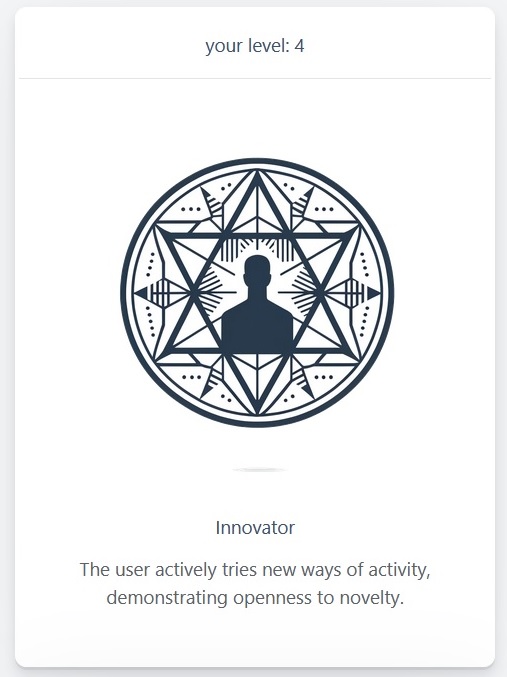 your level: 4
Innovator
The user actively tries new ways of activity,
demonstrating openness to novelty.